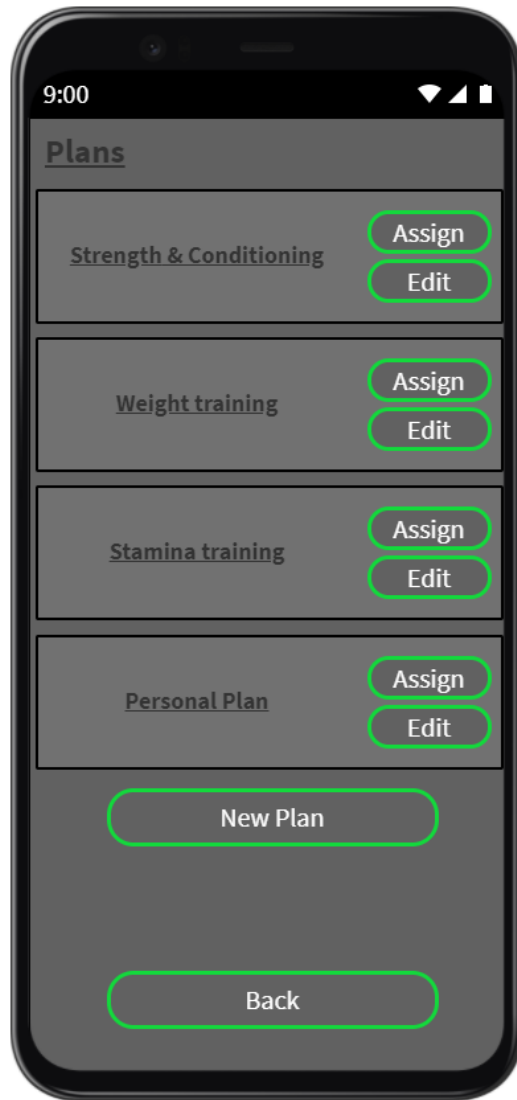 9:00
Plans
Strength & Conditioning
Assign
Edit
Weight training
Assign
Edit
Stamina training
Assign
Edit
Personal Plan
Assign
Edit
New Plan
Back